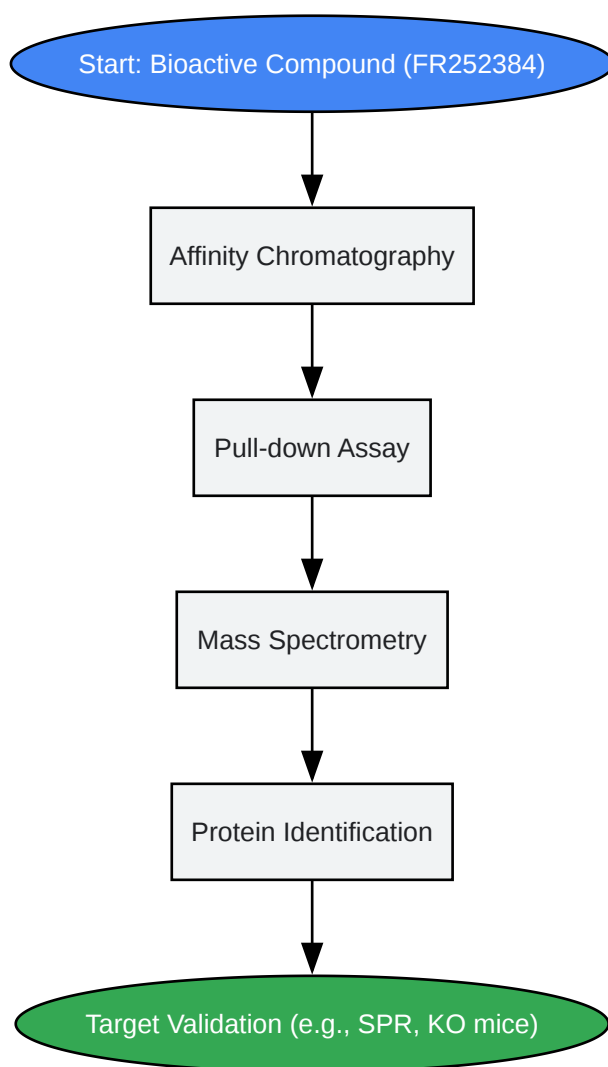 Start: Bioactive Compound (FR252384)
Affinity Chromatography
Pull-down Assay
Mass Spectrometry
Protein Identification
Target Validation (e.g., SPR, KO mice)